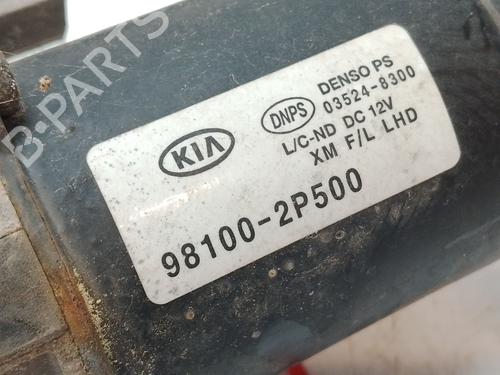 KIA
DNPS
DENSO PS
03524-8300
L/C-ND DC 12V
XM F/L LHD
98100-2P500
B-PARTS